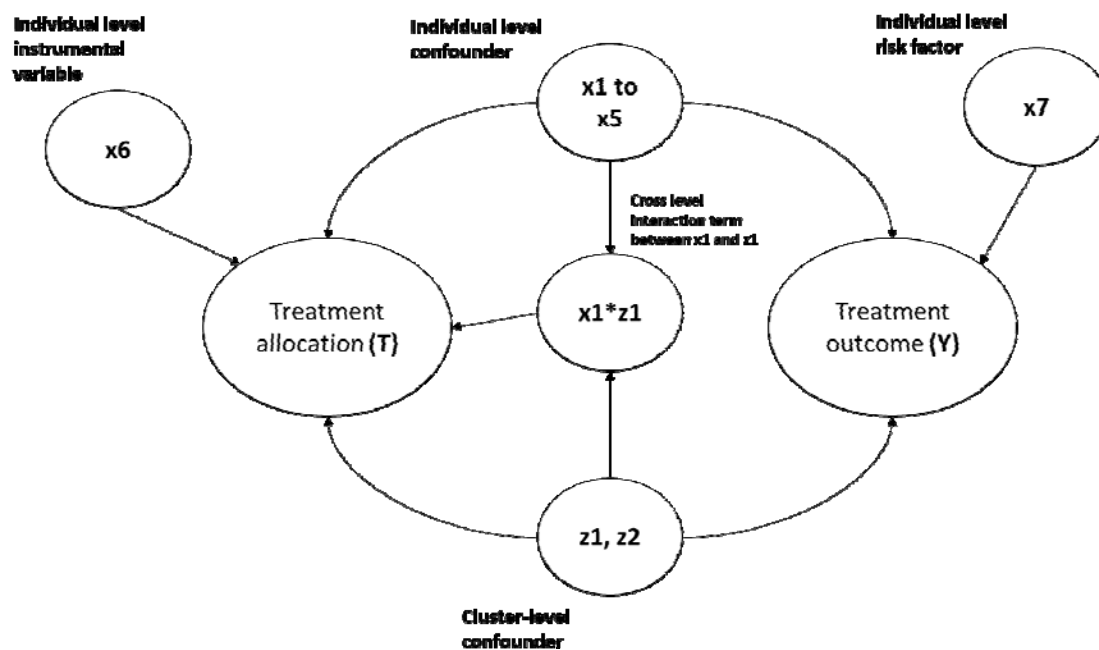 Individual level
instrumental
variable
Individual level
confounder
Individual level
risk factor
x1 to
x5
x7
x6
Cross level
Interaction term
between x1 and z1
Treatment
allocation (T)
x1*z1
Treatment
outcome (Y)
z1, z2
Cluster-level
confounder